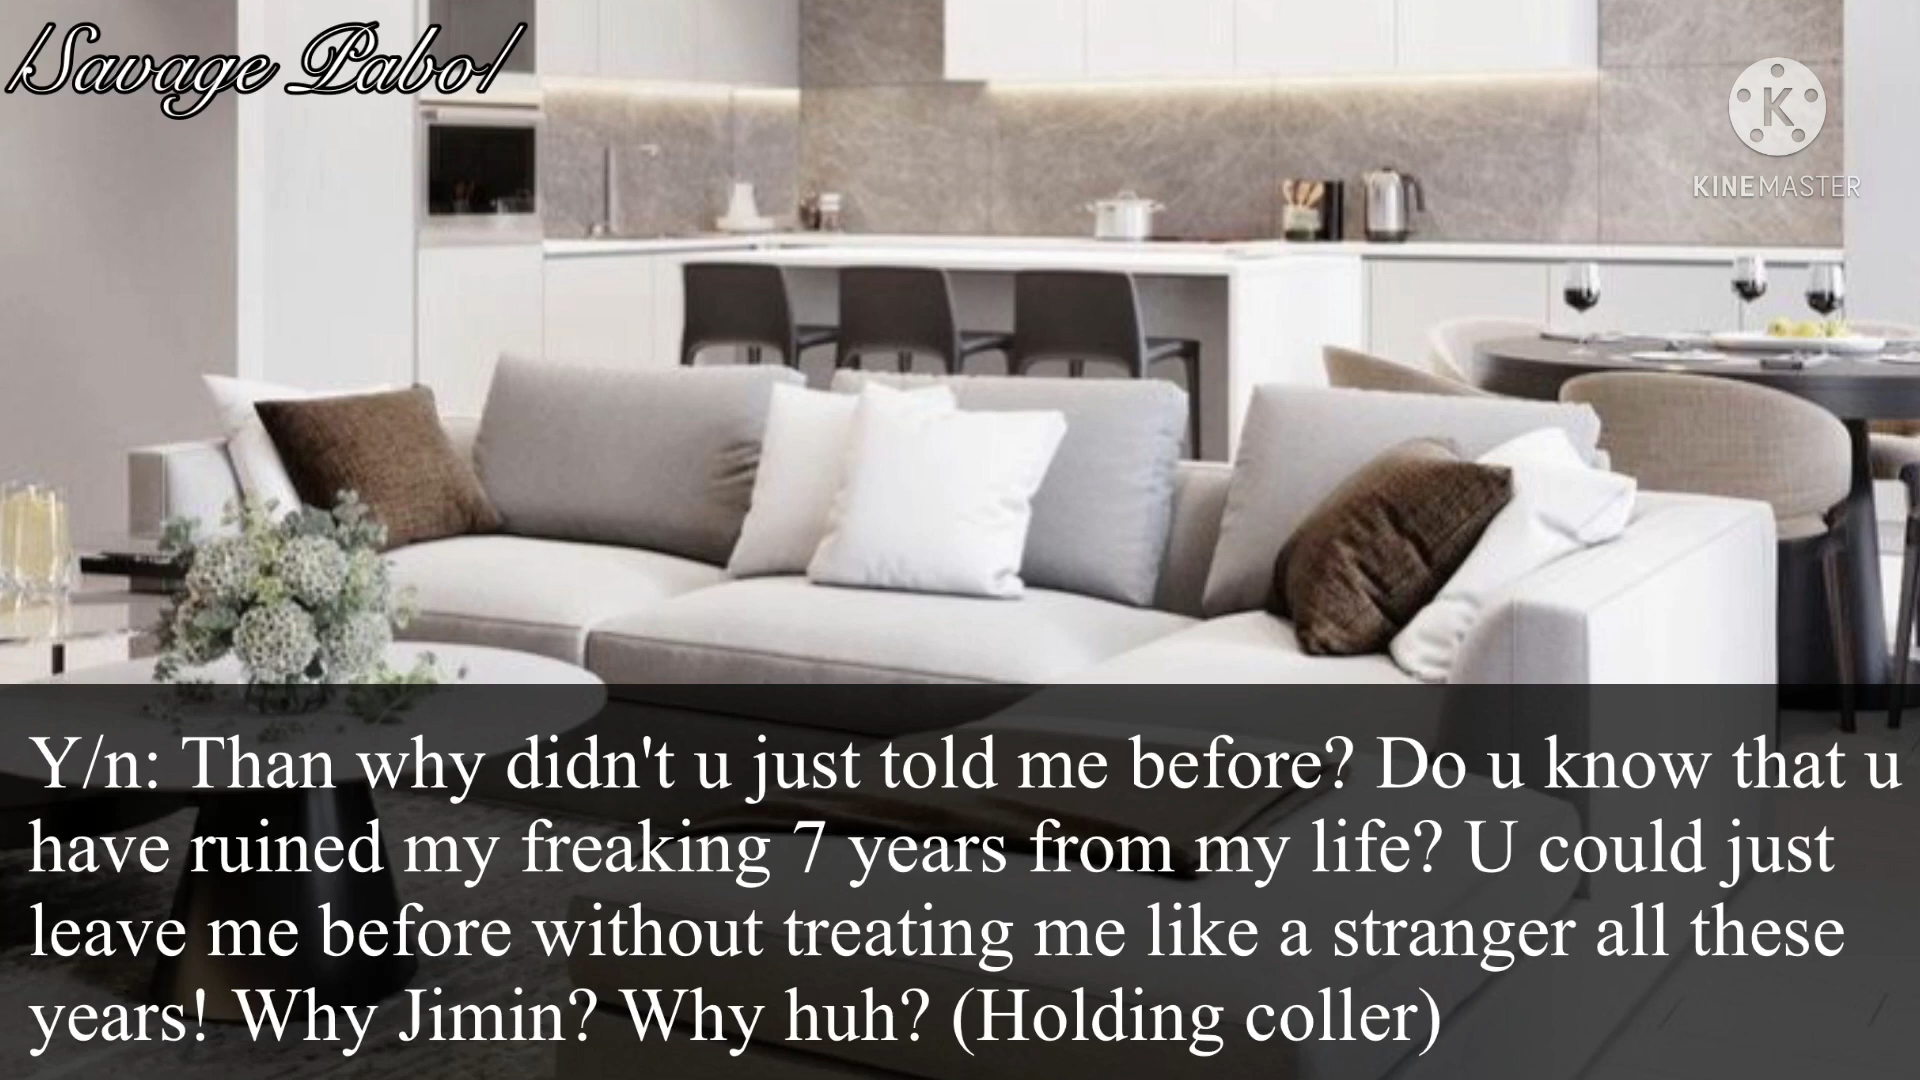 /Savage Pabo/
KINEMASTER
Y/n: Than why didn't u just told me before? Do u know that u
have ruined my freaking 7 years from my life? U could just
leave me before without treating me like a stranger all these
years! Why Jimin? Why huh? (Holding coller)